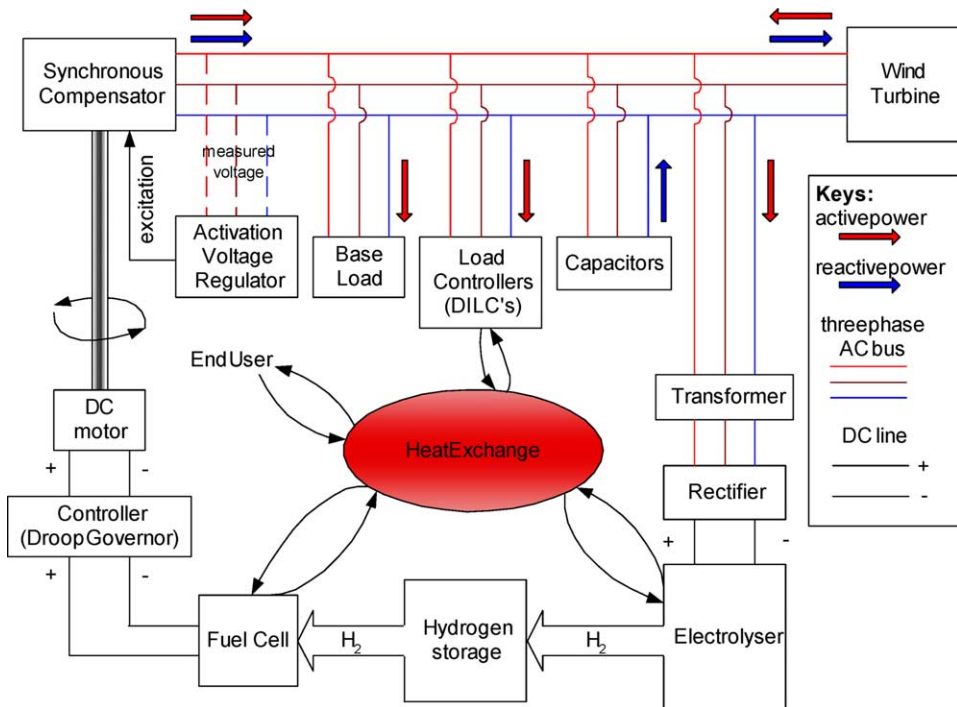 Synchronous
Compensator
Wind
Turbine
measured
voltage
excitation
Activation
Voltage
Regulator
Base
Load
Load
Controllers
(DILC's)
Capacitors
Keys:
activepower
reactivepower
threephase
AC bus
DC line
+
-
EndUser
HeatExchange
Transformer
Rectifier
+
-
DC
motor
+
-
Controller
(DroopGovernor)
+
-
Fuel Cell
H2
Hydrogen
storage
H2
Electrolyser